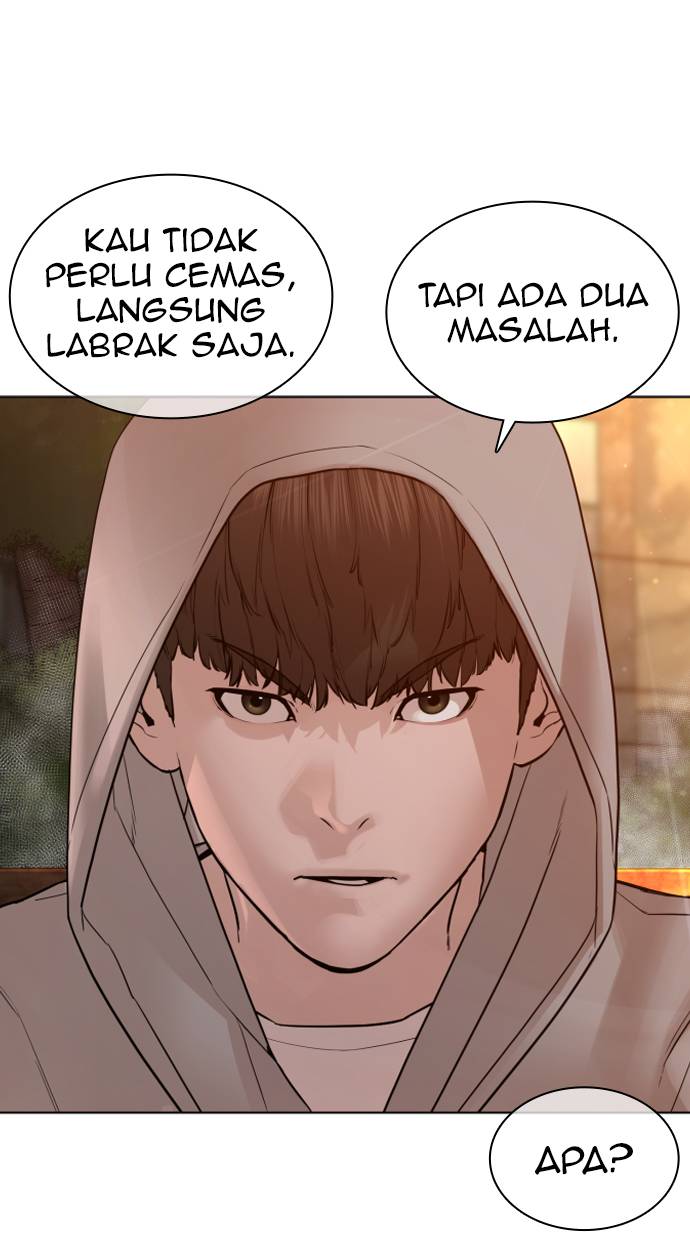 KAU TIDAK
PERLU CEMAS,
LANGSUNG
LABRAK SAJA.
TAPI ADA DUA
MASALAH.
APA?